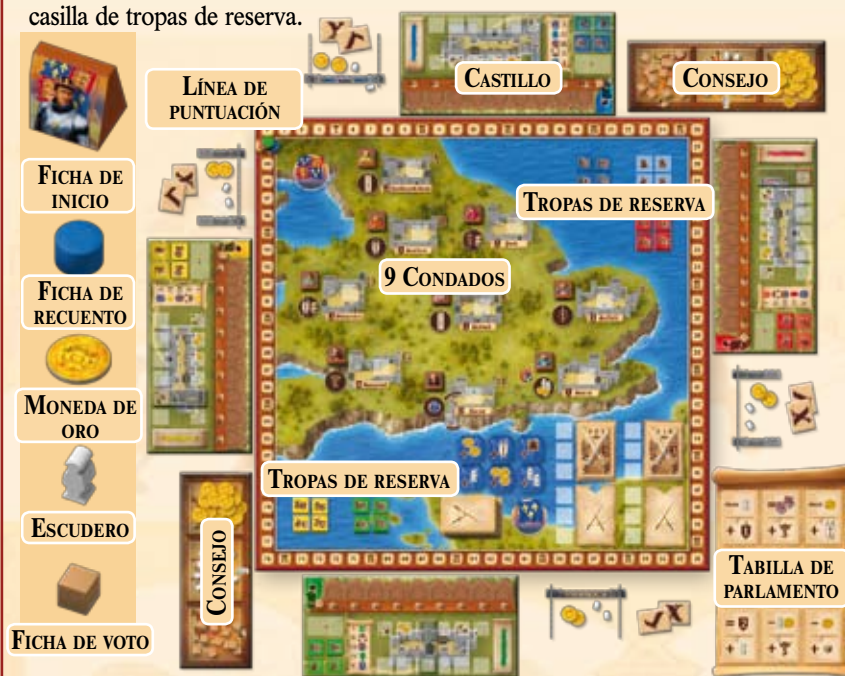 casilla de tropas de reserva.
FICHA DE
INICIO
FICHA DE
RECUENTO
MONEDA DE
ORO
ESCUDERO
FICHA DE VOTO
LÍNEA DE
PUNTUACIÓN
CASTILLO
CONSEJO
TROPAS DE RESERVA
9 CONDADOS
TROPAS DE RESERVA
CONSEJO
TABILLA DE
PARLAMENTO